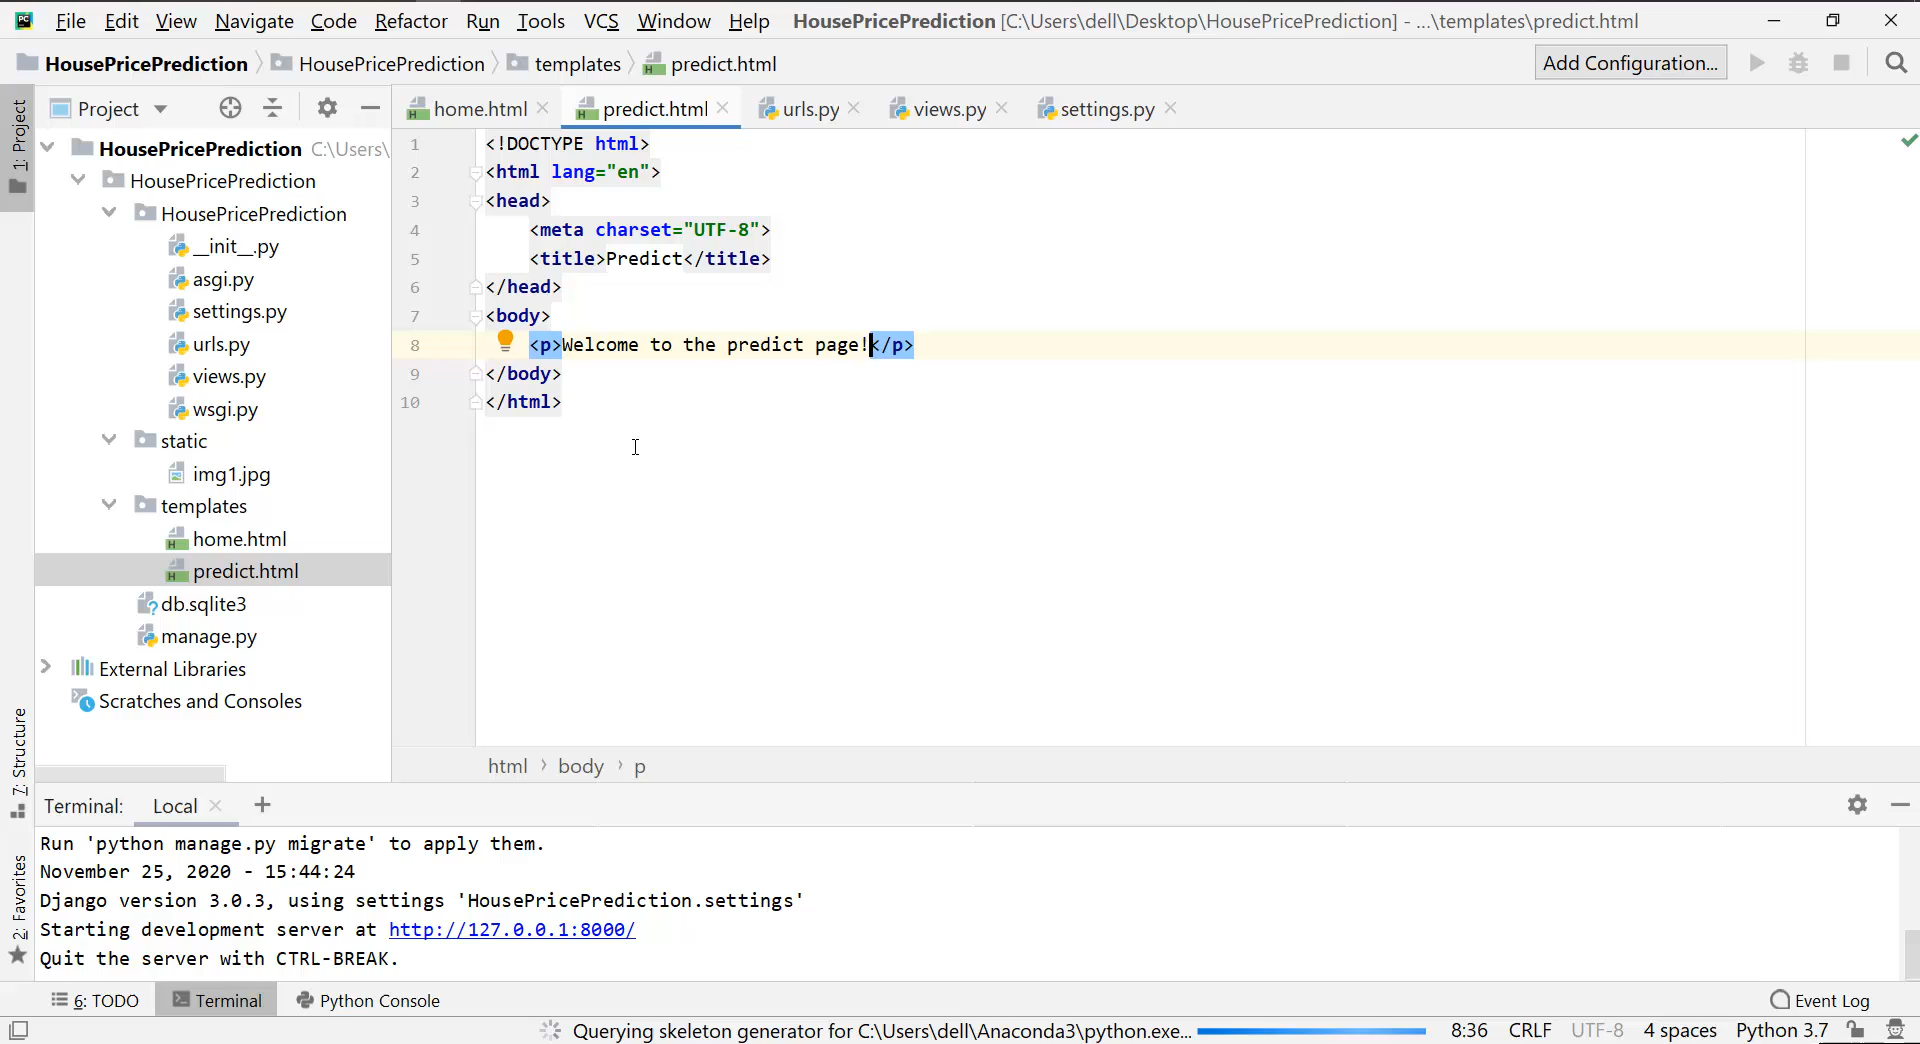 File Edit View Navigate Code Refactor Run Tools VCS Window Help HousePricePrediction [C:\Users\dell\Desktop\HousePricePrediction] - ...\templates\predict.html
HousePricePrediction HousePricePrediction templates predict.html Add Configuration...
1: Project
Project
home.html predict.html urls.py views.py settings.py
HousePricePrediction C:\Users\
HousePricePrediction
HousePricePrediction
__init__.py
asgi.py
settings.py
urls.py
views.py
wsgi.py
static
img1.jpg
templates
home.html
predict.html
db.sqlite3
manage.py
External Libraries
Scratches and Consoles
1 <!DOCTYPE html>
2 <html lang="en">
3 <head>
4 <meta charset="UTF-8">
5 <title>Predict</title>
6 </head>
7 <body>
8 <p>Welcome to the predict page!</p>
9 </body>
10 </html>
html body p
7: Structure
2: Favorites
Terminal: Local
Run 'python manage.py migrate' to apply them.
November 25, 2020 - 15:44:24
Django version 3.0.3, using settings 'HousePricePrediction.settings'
Starting development server at http://127.0.0.1:8000/
Quit the server with CTRL-BREAK.
6: TODO Terminal Python Console Event Log
Querying skeleton generator for C:\Users\dell\Anaconda3\python.exe... 8:36 CRLF UTF-8 4 spaces Python 3.7